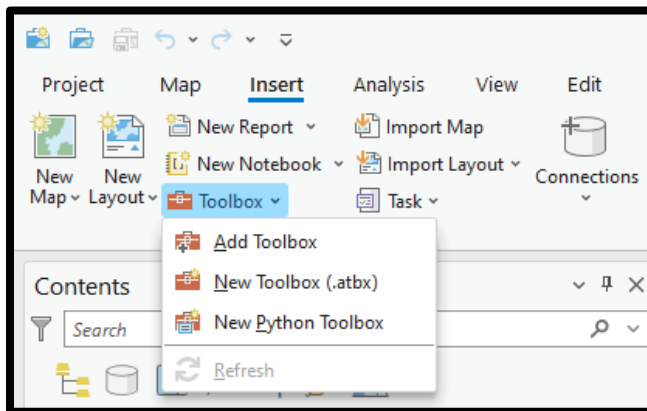 Project Map Insert Analysis View Edit
New Report Import Map
New Notebook Import Layout
New Map New Layout Toolbox Task Connections
Add Toolbox
New Toolbox (.atbx)
New Python Toolbox
Refresh
Contents
Search